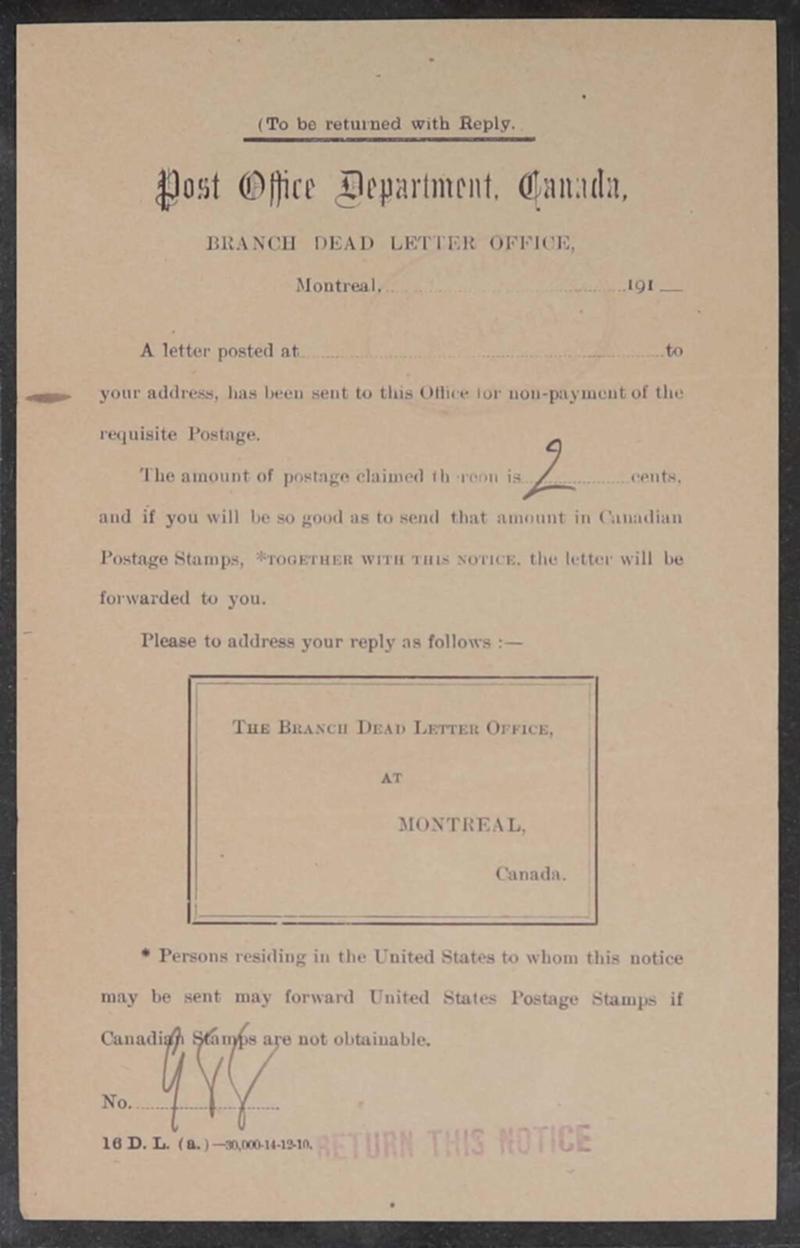 (To be returned with Reply.
Post Office Department, Canada,
BRANCH DEAD LETTER OFFICE,
Montreal, 191
A letter posted at to
your address, has been sent to this Office for non-payment of the
requisite Postage.
The amount of postage claimed thereon is 2 cents,
and if you will be so good as to send that amount in Canadian
Postage Stamps, *TOGETHER WITH THIS NOTICE, the letter will be
forwarded to you.
Please to address your reply as follows :—
THE BRANCH DEAD LETTER OFFICE,
AT
MONTREAL,
Canada.
* Persons residing in the United States to whom this notice
may be sent may forward United States Postage Stamps if
Canadian Stamps are not obtainable.
No. 988
16 D. L. (a.)—30,000-14-12-10.
RETURN THIS NOTICE